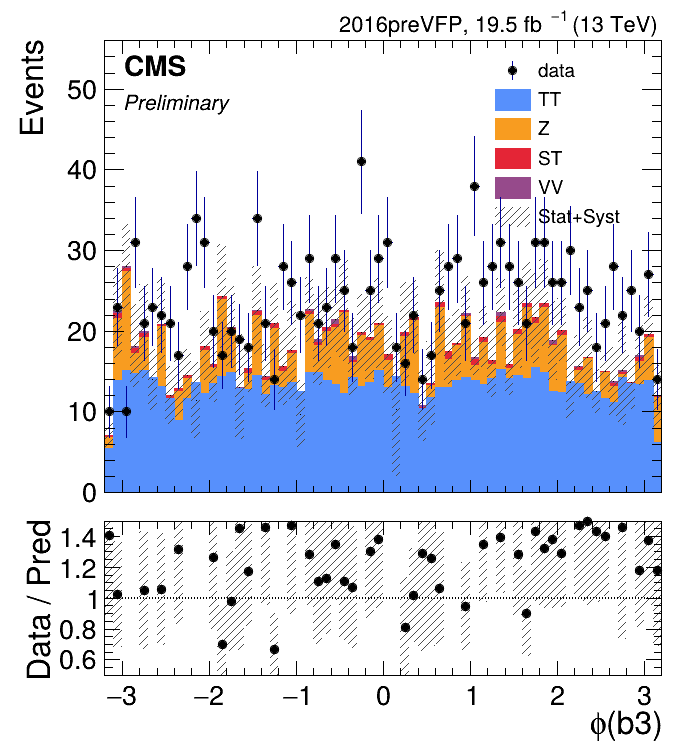 2016preVFP, 19.5 fb ⁻¹ (13 TeV)
CMS
Preliminary
Events
data
TT
Z
ST
VV
Stat+Syst
50
40
30
20
10
0
Data / Pred
1.4
1.2
1
0.8
0.6
−3 −2 −1 0 1 2 3
ϕ(b3)